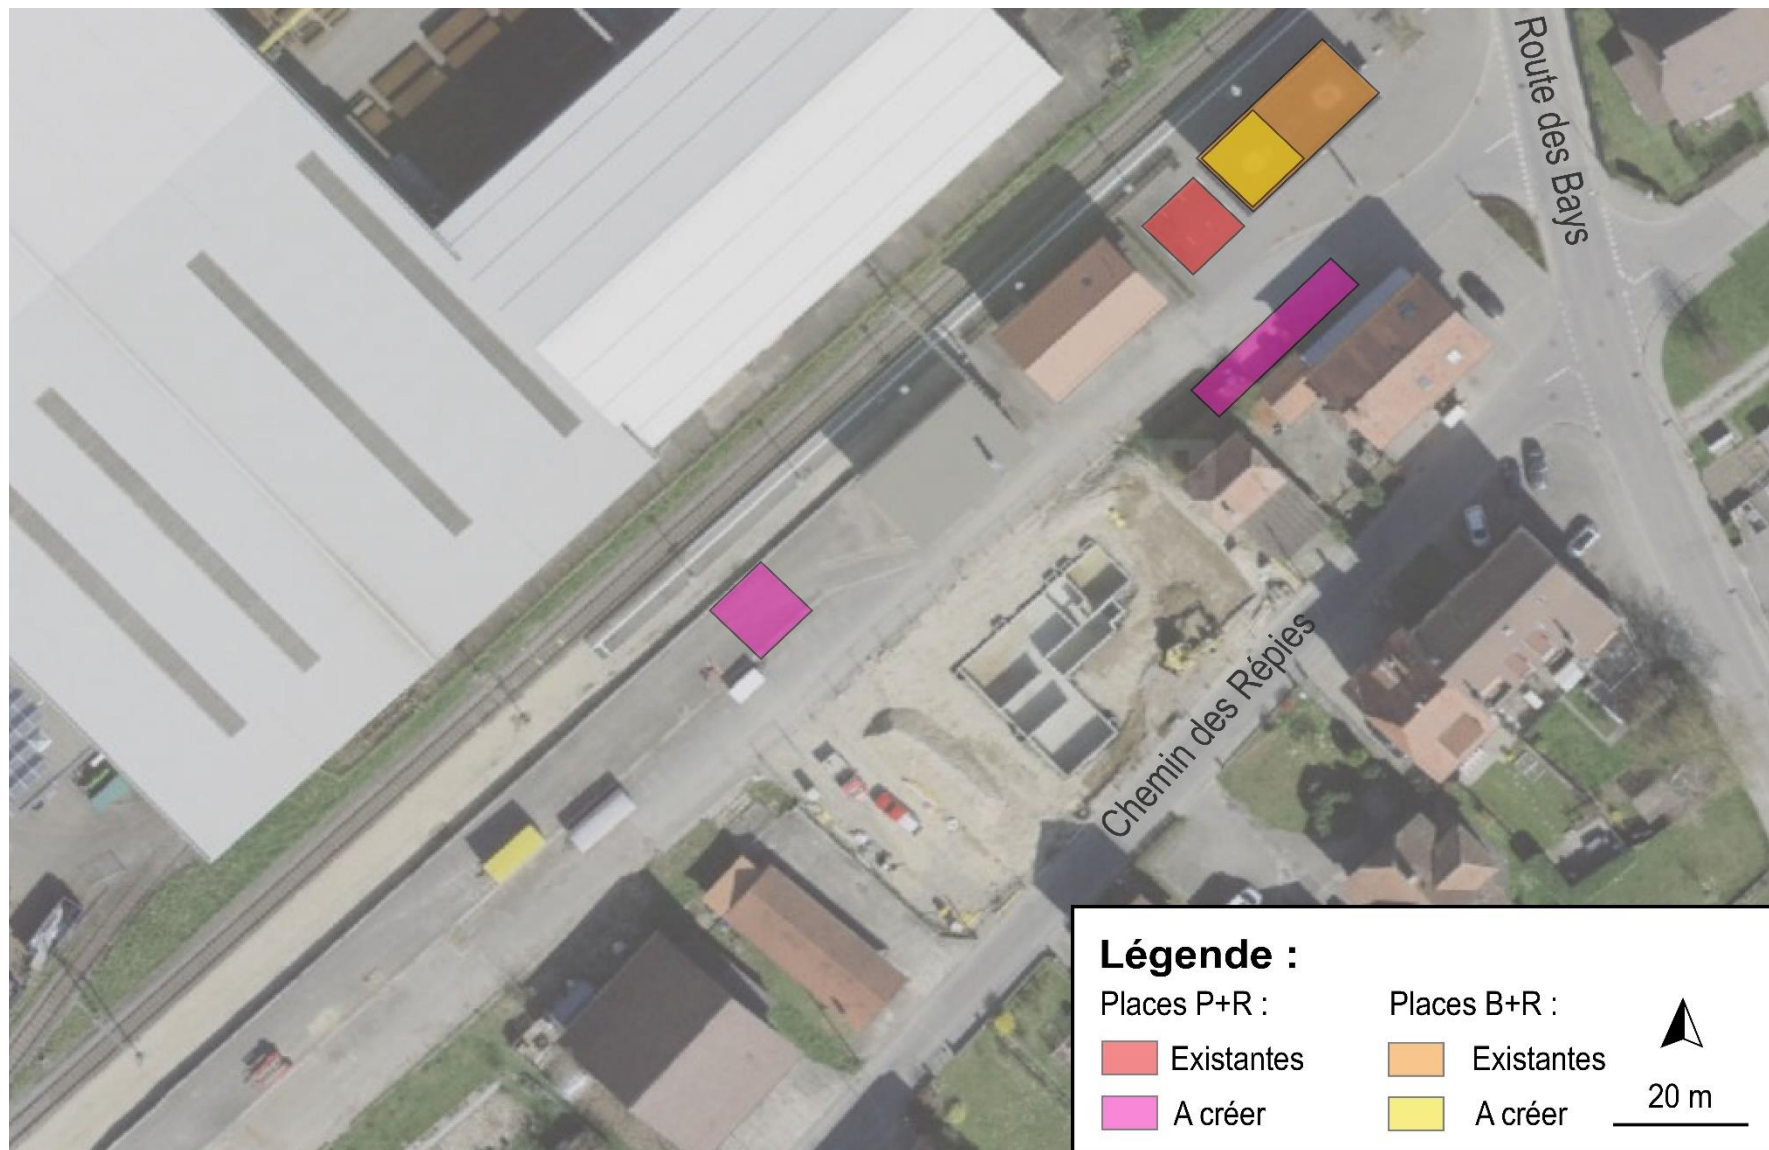 Route des Bays
Chemin des Répies
Légende :
Places P+R :
Existantes
A créer
Places B+R :
Existantes
A créer
20 m